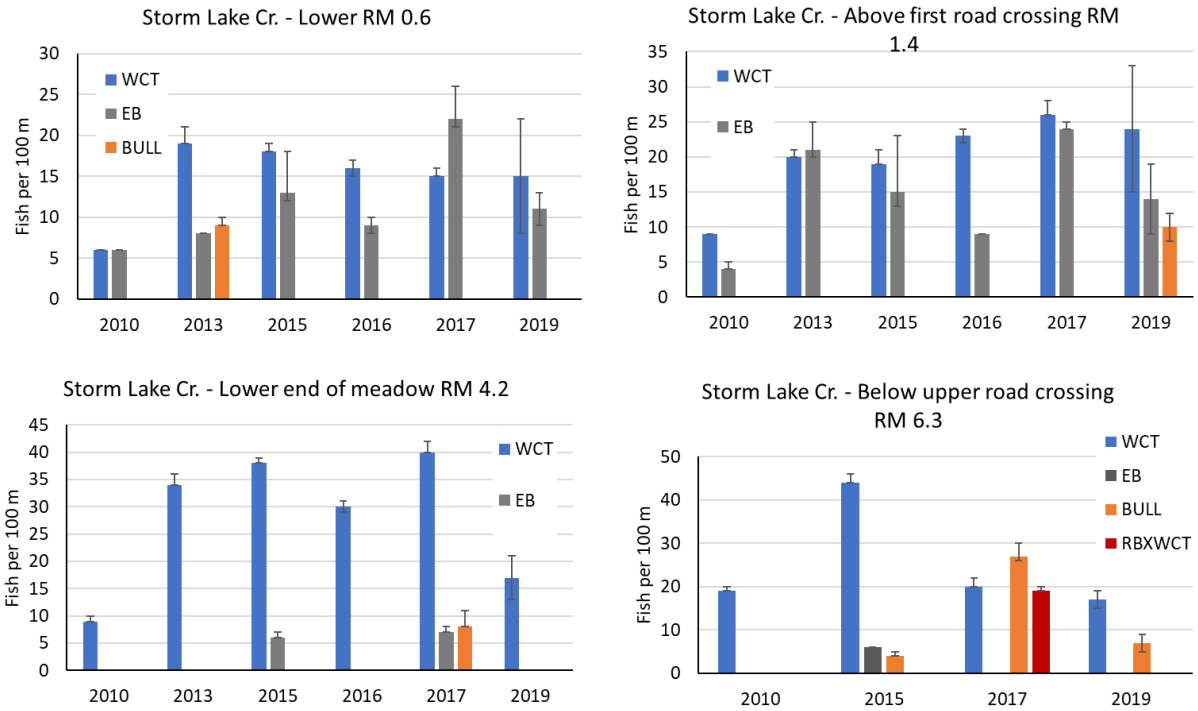 Storm Lake Cr. - Lower RM 0.6
30
25
20
15
10
5
0
Fish per 100 m
WCT
EB
BULL
2010 2013 2015 2016 2017 2019
Storm Lake Cr. - Above first road crossing RM
1.4
35
30
25
20
15
10
5
0
Fish per 100 m
WCT
EB
2010 2013 2015 2016 2017 2019
Storm Lake Cr. - Lower end of meadow RM 4.2
45
40
35
30
25
20
15
10
5
0
Fish per 100 m
WCT
EB
2010 2013 2015 2016 2017 2019
Storm Lake Cr. - Below upper road crossing
RM 6.3
50
40
30
20
10
0
Fish per 100 m
WCT
EB
BULL
RBXWCT
2010 2015 2017 2019